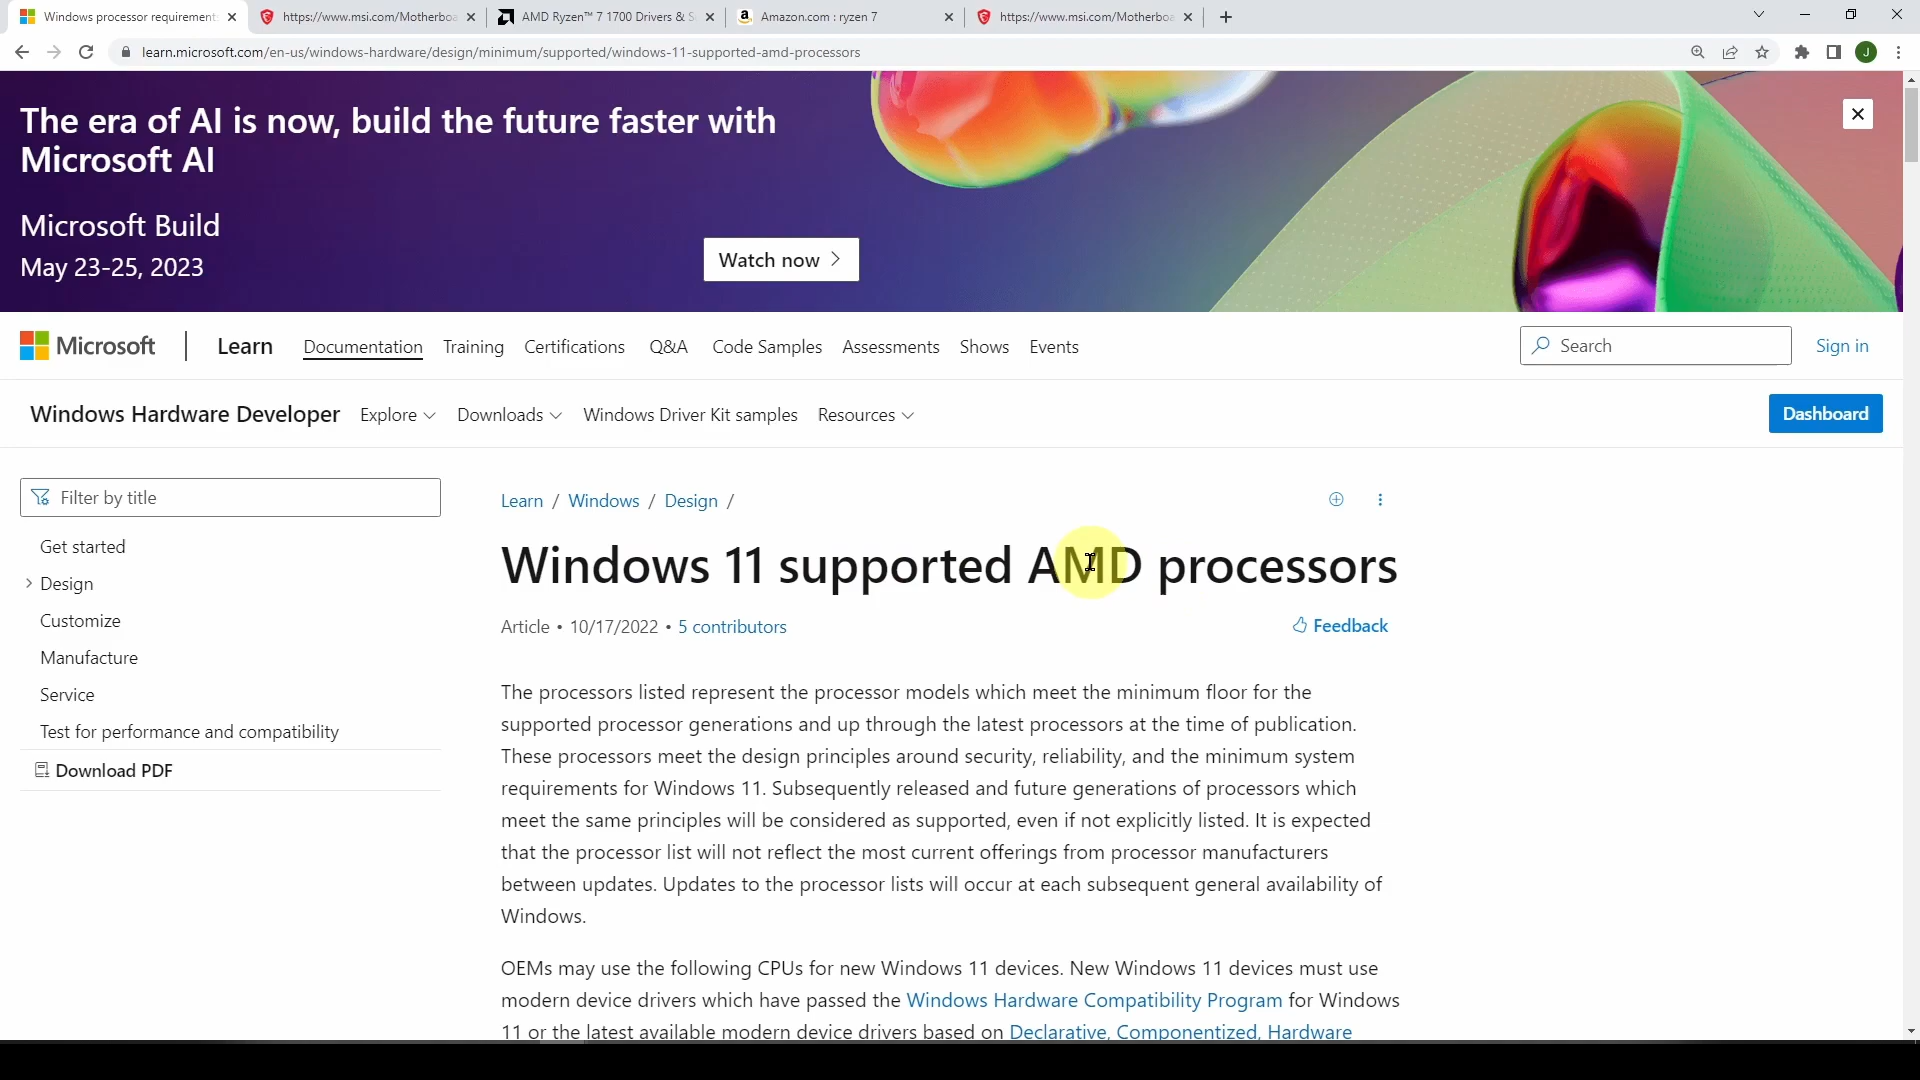 Windows processor requirement
https://www.msi.com/Motherboa
AMD Ryzen™ 7 1700 Drivers & S
Amazon.com : ryzen 7
https://www.msi.com/Motherboa
learn.microsoft.com/en-us/windows-hardware/design/minimum/supported/windows-11-supported-amd-processors
J
The era of AI is now, build the future faster with
Microsoft AI
Microsoft Build
May 23-25, 2023
Watch now
Microsoft
Learn
Documentation
Training
Certifications
Q&A
Code Samples
Assessments
Shows
Events
Search
Sign in
Windows Hardware Developer
Explore
Downloads
Windows Driver Kit samples
Resources
Dashboard
Filter by title
Get started
Design
Customize
Manufacture
Service
Test for performance and compatibility
Download PDF
Learn / Windows / Design /
Windows 11 supported AMD processors
Article • 10/17/2022 • 5 contributors
Feedback
The processors listed represent the processor models which meet the minimum floor for the
supported processor generations and up through the latest processors at the time of publication.
These processors meet the design principles around security, reliability, and the minimum system
requirements for Windows 11. Subsequently released and future generations of processors which
meet the same principles will be considered as supported, even if not explicitly listed. It is expected
that the processor list will not reflect the most current offerings from processor manufacturers
between updates. Updates to the processor lists will occur at each subsequent general availability of
Windows.
OEMs may use the following CPUs for new Windows 11 devices. New Windows 11 devices must use
modern device drivers which have passed the Windows Hardware Compatibility Program for Windows
11 or the latest available modern device drivers based on Declarative, Componentized, Hardware